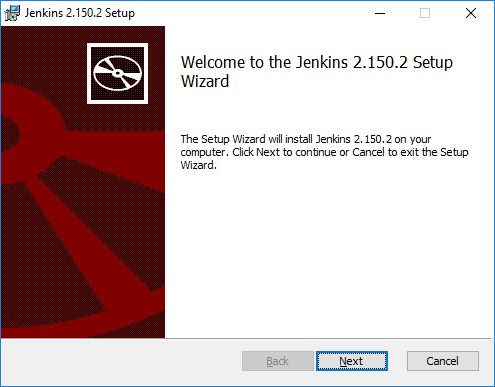 Jenkins 2.150.2 Setup
Welcome to the Jenkins 2.150.2 Setup
Wizard
The Setup Wizard will install Jenkins 2.150.2 on your
computer. Click Next to continue or Cancel to exit the Setup
Wizard.
Back Next Cancel